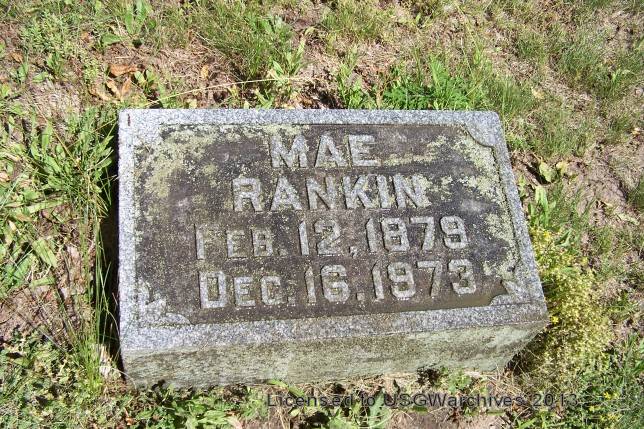 MAE
RANKIN
FEB. 12, 1879
DEC. 16, 1973
Licensed to USGWarchives 2013